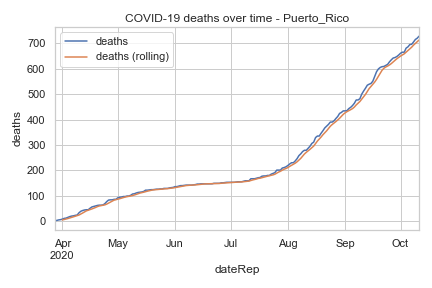 COVID-19 deaths over time - Puerto_Rico
deaths
deaths (rolling)
700
600
500
400
300
200
100
0
deaths
Apr May Jun Jul Aug Sep Oct
2020
dateRep